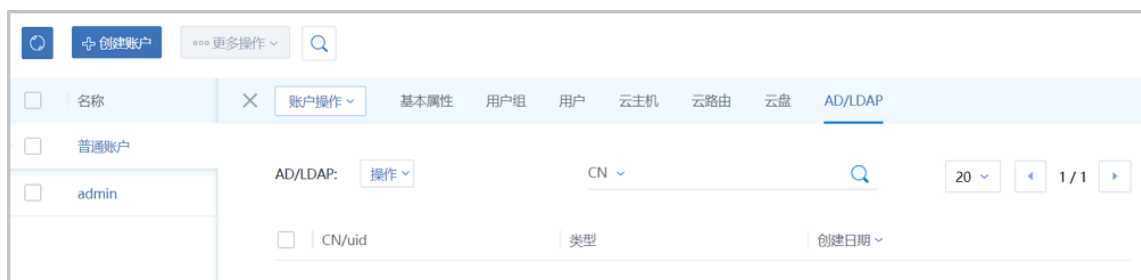 创建账户 更多操作
名称 账户操作 基本属性 用户组 用户 云主机 云路由 云盘 AD/LDAP
普通账户
AD/LDAP: 操作 CN 20 1 / 1
admin
CN/uid 类型 创建日期